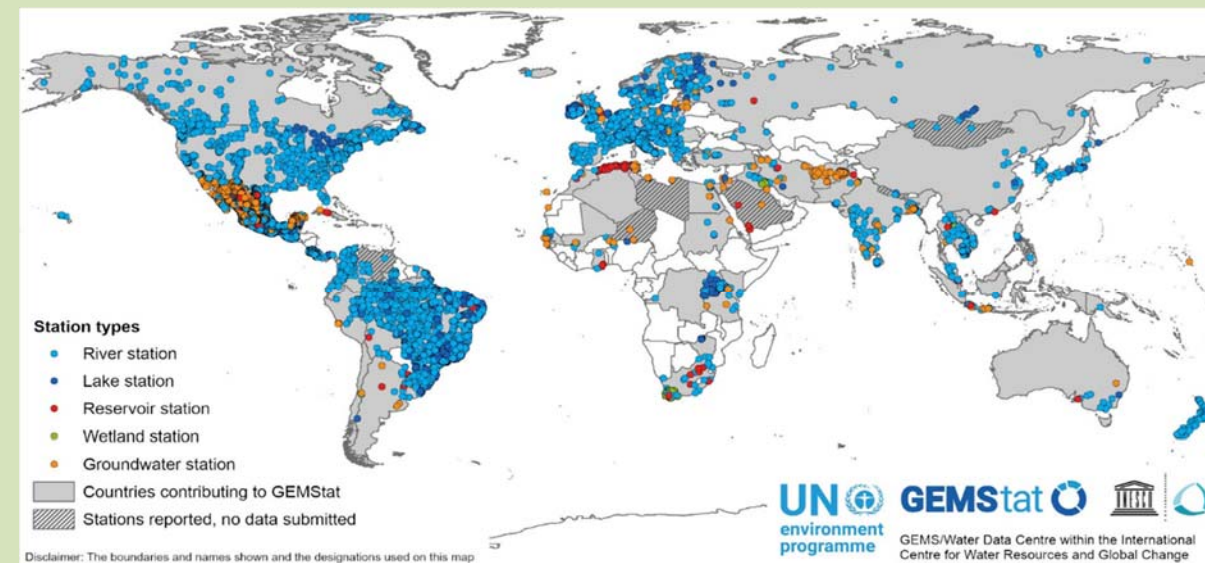 Station types
River station
Lake station
Reservoir station
Wetland station
Groundwater station
Countries contributing to GEMStat
Stations reported, no data submitted
Disclaimer: The boundaries and names shown and the designations used on this map
UN
environment
programme
GEMStat
GEMS/Water Data Centre within the International
Centre for Water Resources and Global Change